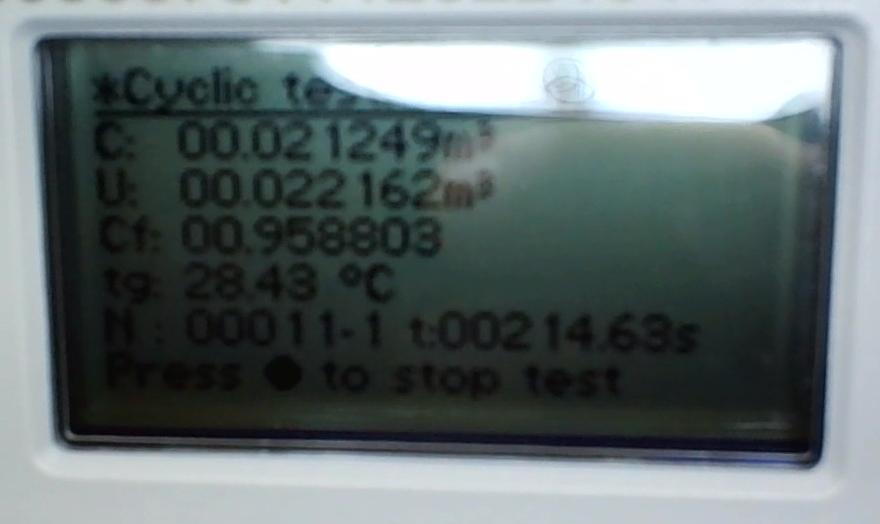 *Cyclic test
C: 00.021249m³
U: 00.022162m³
Cf: 00.958803
tg: 28.43 °C
N : 00011-1 t:00214.63s
Press ● to stop test